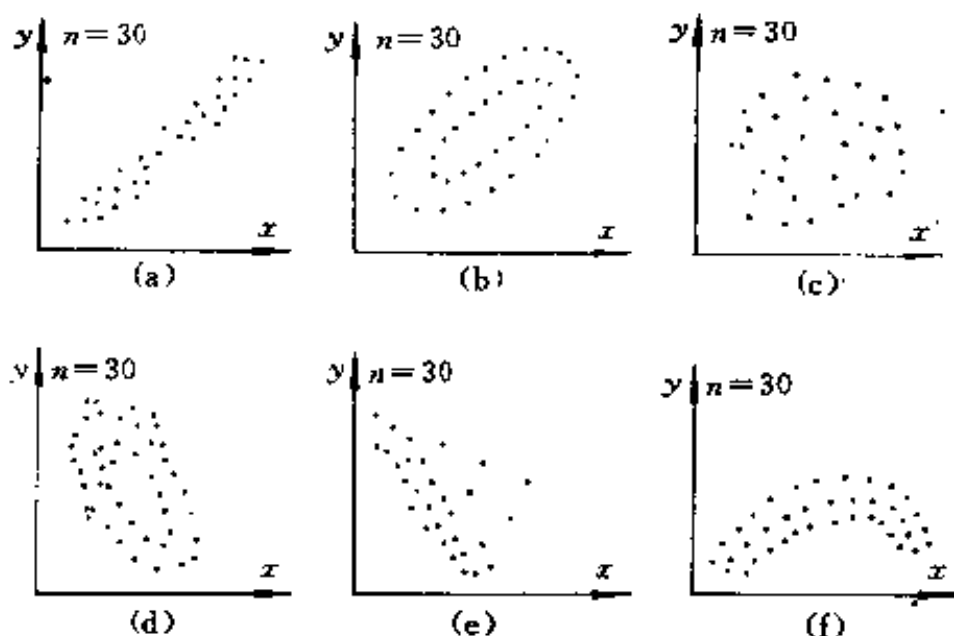 y n=30
y n=30
y n=30
x
x
x
(a)
(b)
(c)
y n=30
y n=30
y n=30
x
x
x
(d)
(e)
(f)